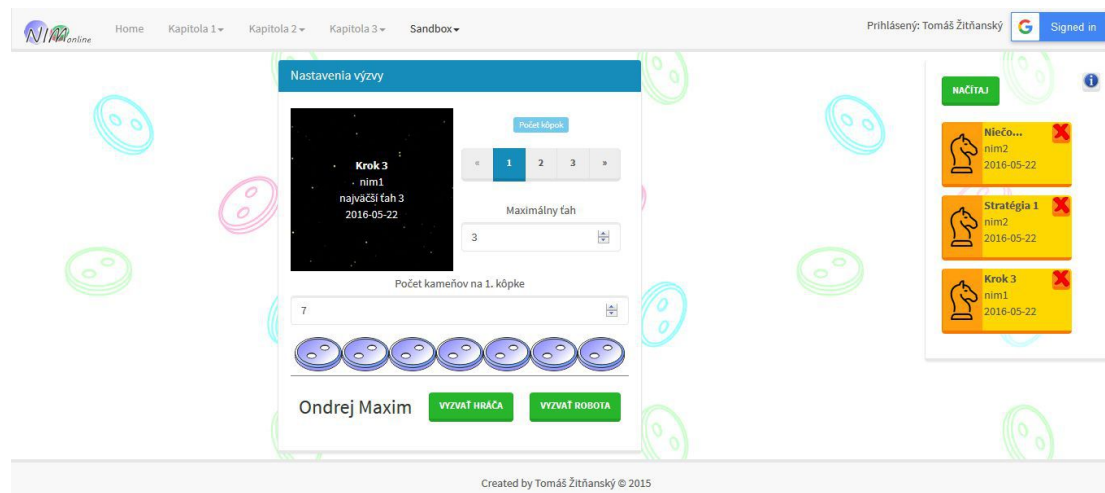 NIMonline
Home Kapitola 1 Kapitola 2 Kapitola 3 Sandbox
Prihlásený: Tomáš Žitňanský
G Signed in
Nastavenia výzvy
Krok 3
nim1
najväčší ťah 3
2016-05-22
Počet kôpok
« 1 2 3 »
Maximálny ťah
3
Počet kameňov na 1. kôpke
7
Ondrej Maxim
VYZVAŤ HRÁČA
VYZVAŤ ROBOTA
NAČÍTAJ
i
Niečo...
nim2
2016-05-22
Stratégia 1
nim2
2016-05-22
Krok 3
nim1
2016-05-22
Created by Tomáš Žitňanský © 2015